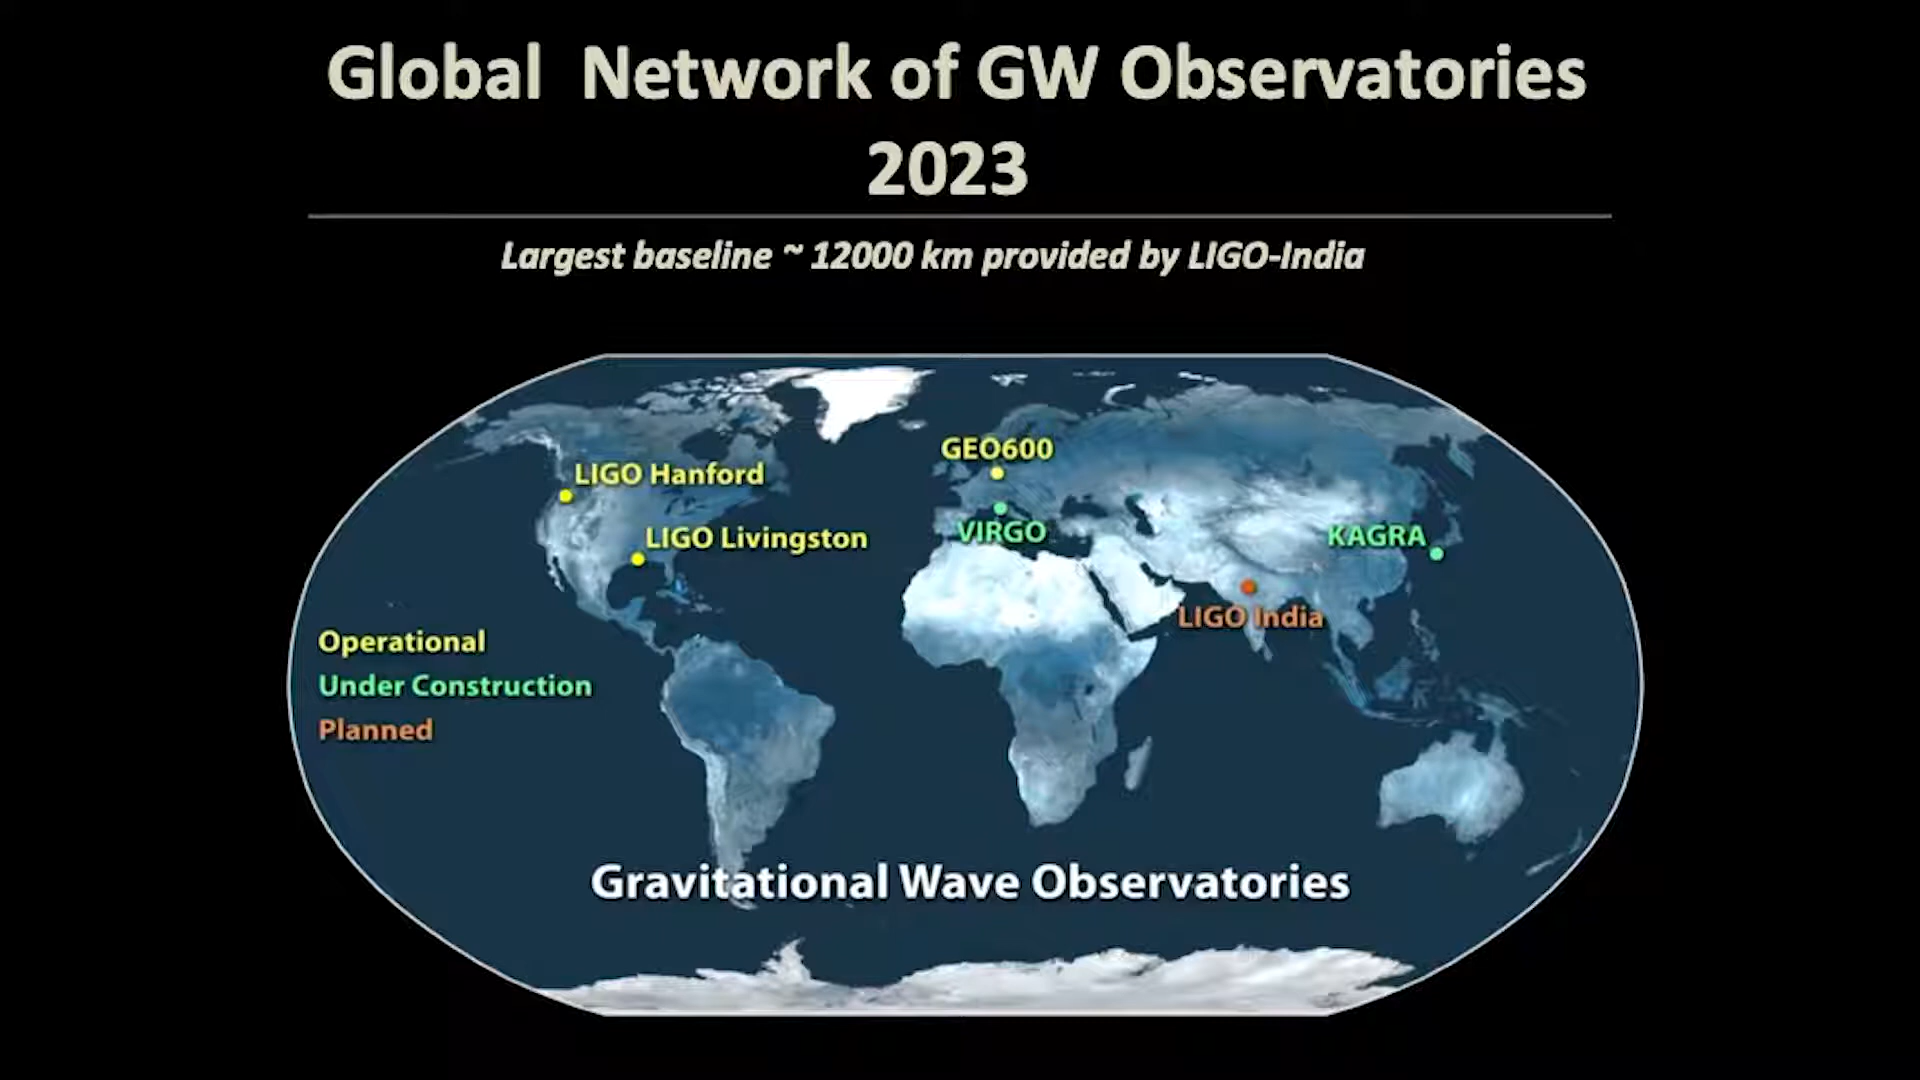 Global Network of GW Observatories
2023
Largest baseline ~ 12000 km provided by LIGO-India
GEO600
LIGO Hanford
VIRGO
KAGRA
LIGO Livingston
LIGO India
Operational
Under Construction
Planned
Gravitational Wave Observatories